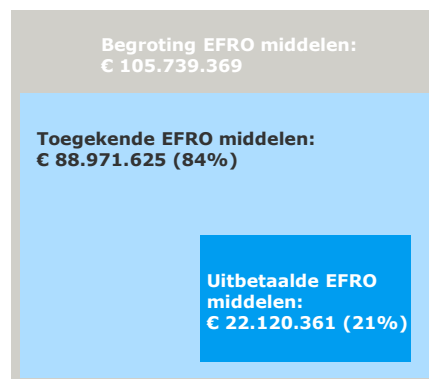 Begroting EFRO middelen:
€ 105.739.369
Toegekende EFRO middelen:
€ 88.971.625 (84%)
Uitbetaalde EFRO
middelen:
€ 22.120.361 (21%)